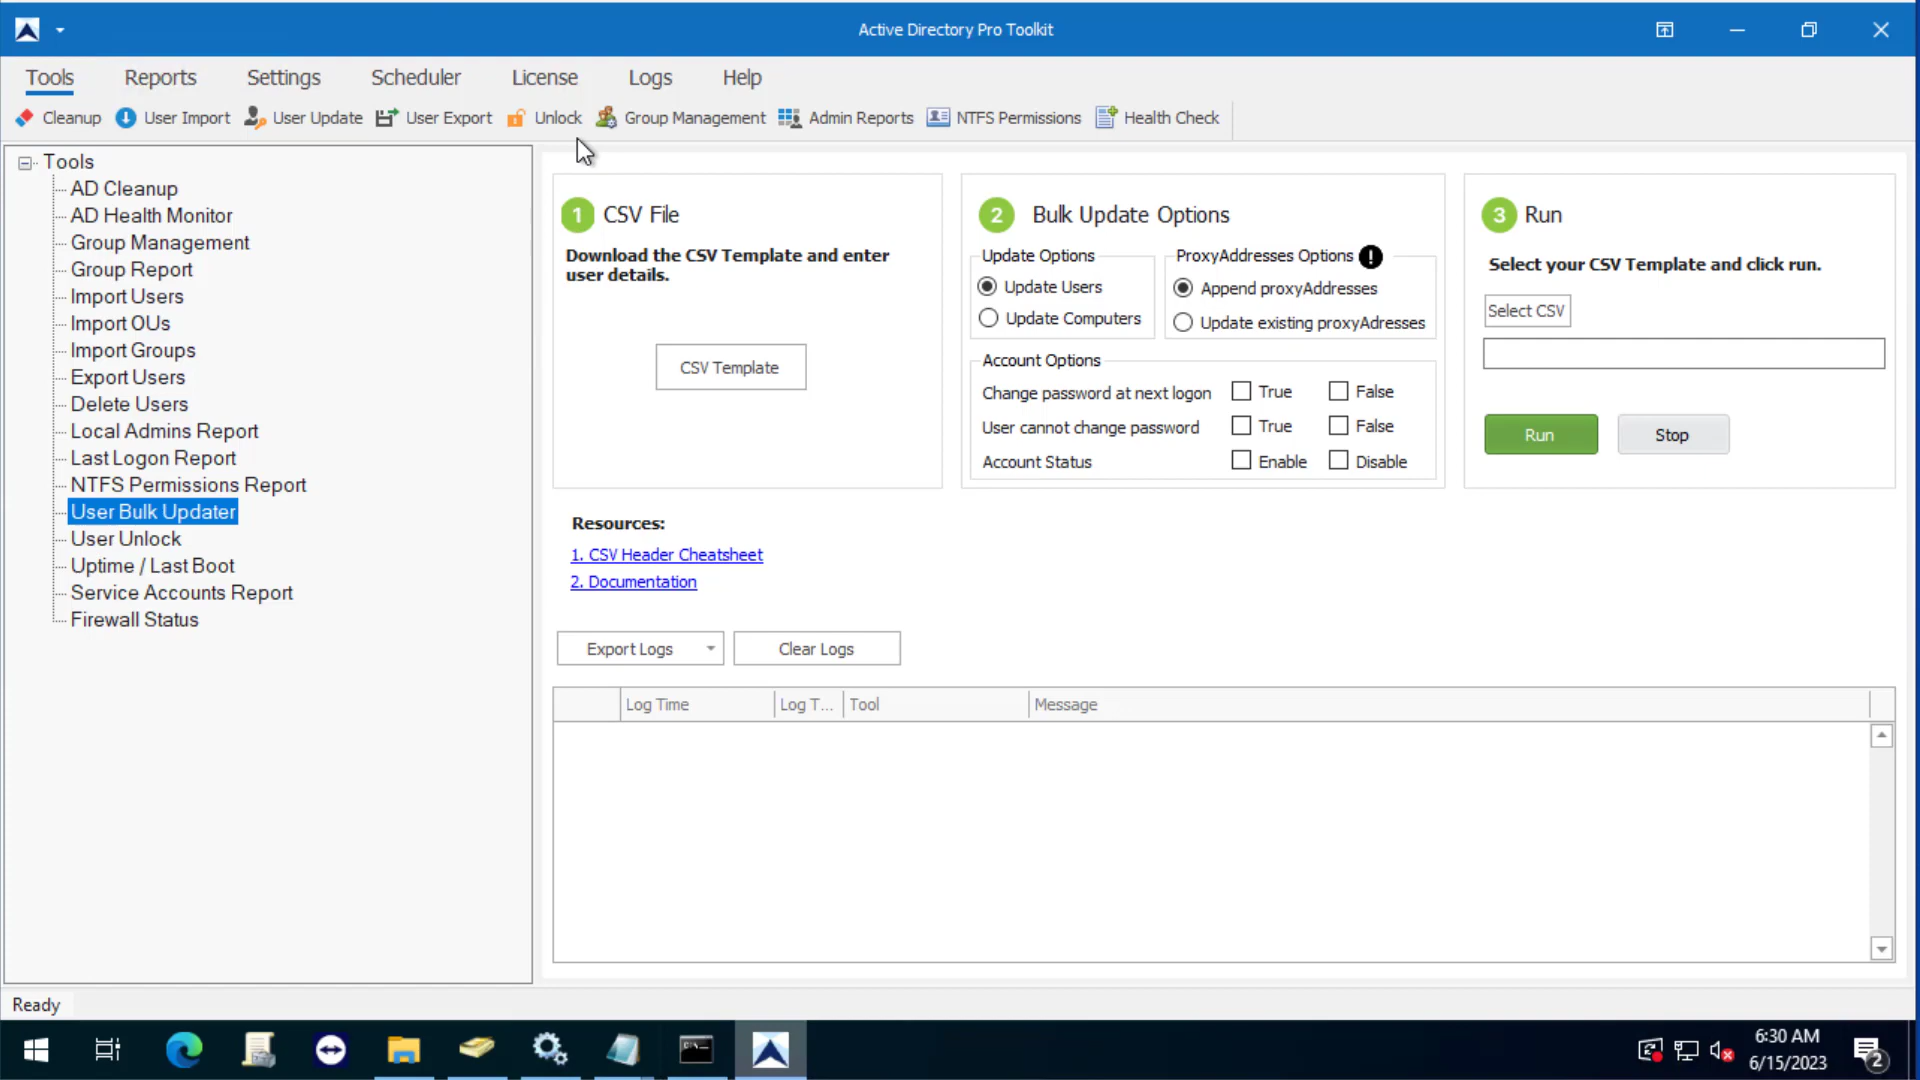 Active Directory Pro Toolkit
Tools Reports Settings Scheduler License Logs Help
Cleanup User Import User Update User Export Unlock Group Management Admin Reports NTFS Permissions Health Check
Tools
AD Cleanup
AD Health Monitor
Group Management
Group Report
Import Users
Import OUs
Import Groups
Export Users
Delete Users
Local Admins Report
Last Logon Report
NTFS Permissions Report
User Bulk Updater
User Unlock
Uptime / Last Boot
Service Accounts Report
Firewall Status
1 CSV File
Download the CSV Template and enter
user details.
CSV Template
2 Bulk Update Options
Update Options
Update Users
Update Computers
ProxyAddresses Options
Append proxyAddresses
Update existing proxyAdresses
Account Options
Change password at next logon True False
User cannot change password True False
Account Status Enable Disable
3 Run
Select your CSV Template and click run.
Select CSV
Run Stop
Resources:
1. CSV Header Cheatsheet
2. Documentation
Export Logs Clear Logs
Log Time Log T... Tool Message
Ready
6:30 AM
6/15/2023
2